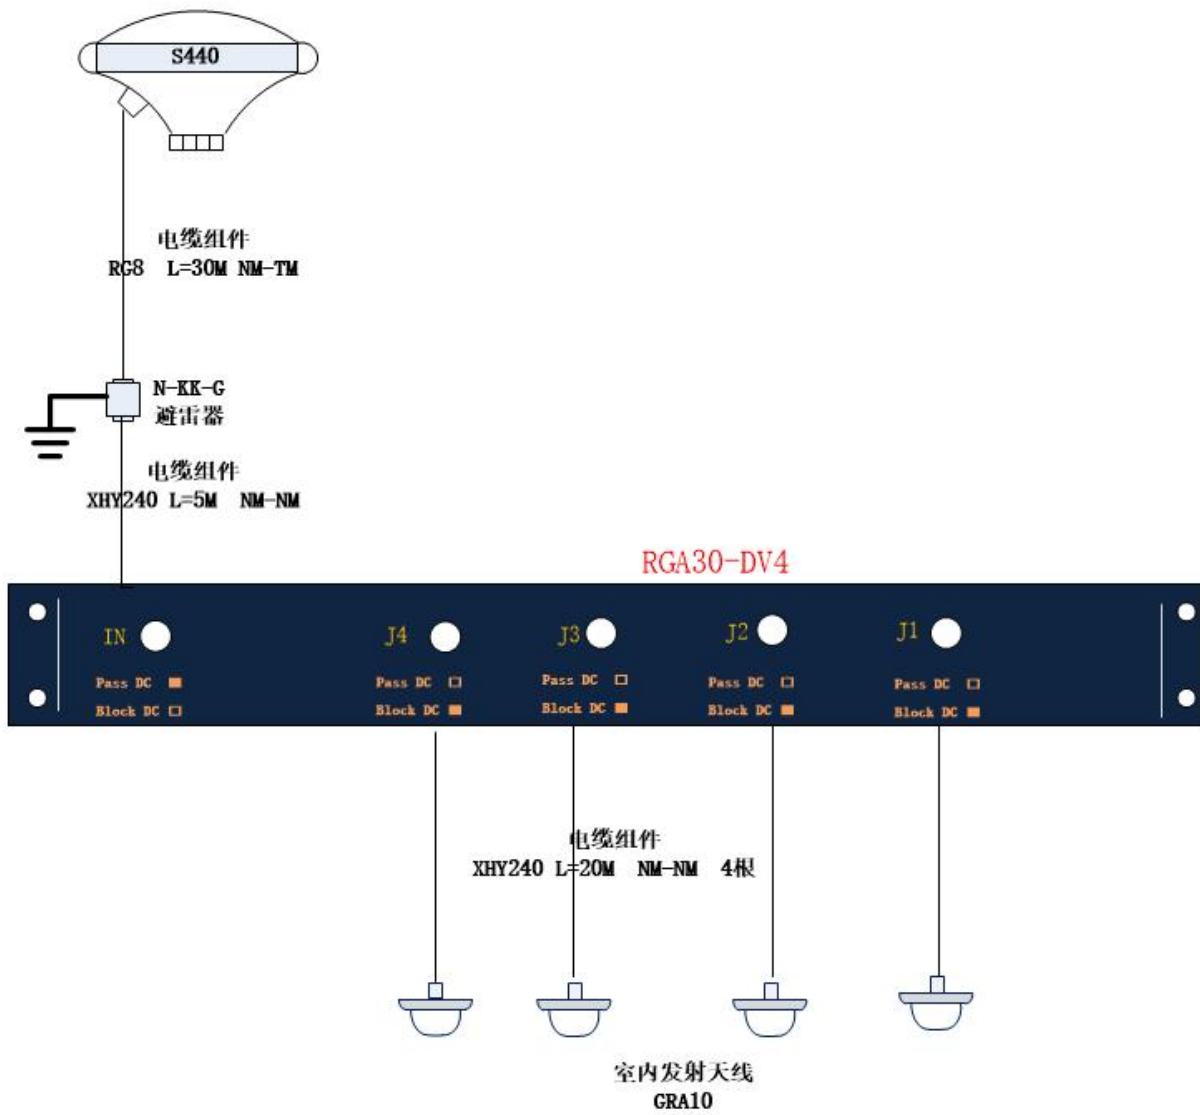 S440
电缆组件
RG8 L=30M NM-TM
N-KK-G
避雷器
电缆组件
XHY240 L=5M NM-NM
RGA30-DV4
IN J4 J3 J2 J1
Pass DC Pass DC Pass DC Pass DC Pass DC
Block DC Block DC Block DC Block DC Block DC
电缆组件
XHY240 L=20M NM-NM 4根
室内发射天线
GRA10